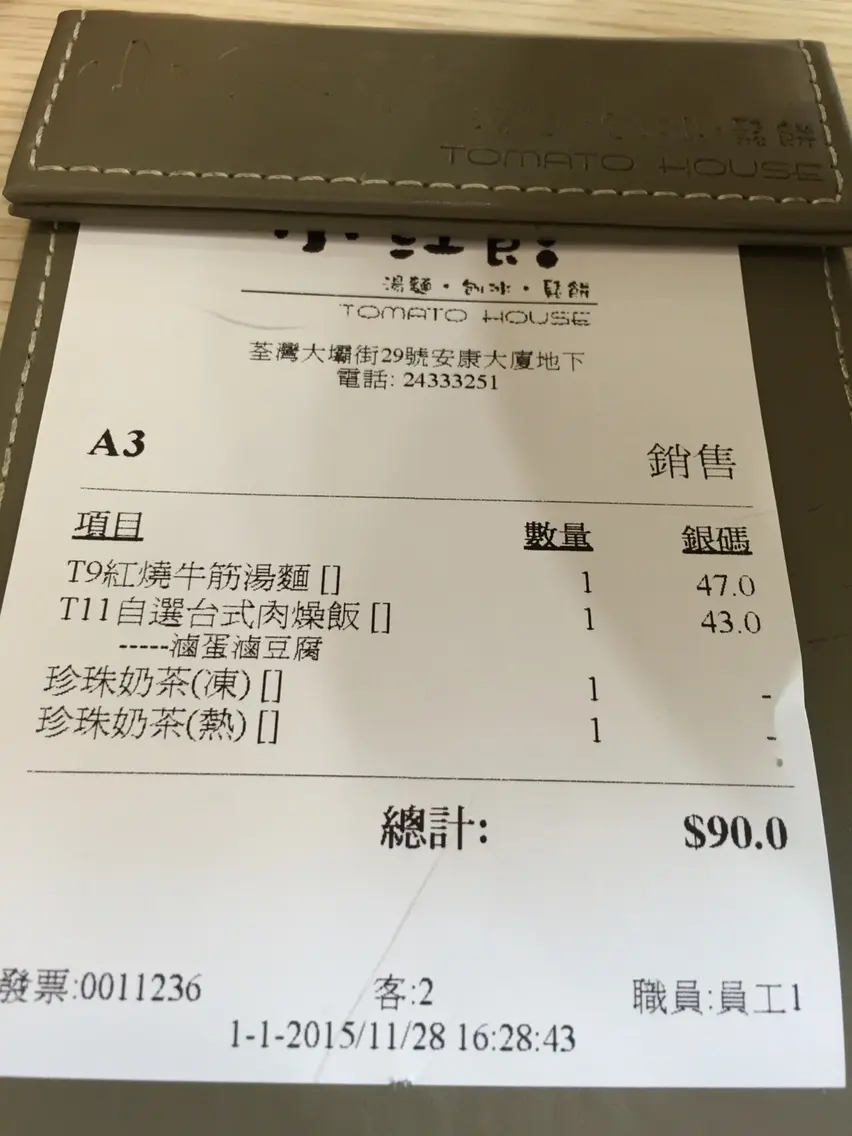 鬆餅
TOMATO HOUSE
湯麵・刨冰・鬆餅
TOMATO HOUSE
荃灣大壩街29號安康大廈地下
電話: 24333251
A3 銷售
項目 數量 銀碼
T9紅燒牛筋湯麵 [] 1 47.0
T11自選台式肉燥飯 [] 1 43.0
-----滷蛋滷豆腐
珍珠奶茶(凍) [] 1 -
珍珠奶茶(熱) [] 1 -
總計: $90.0
發票:0011236 客:2 職員:員工1
1-1-2015/11/28 16:28:43